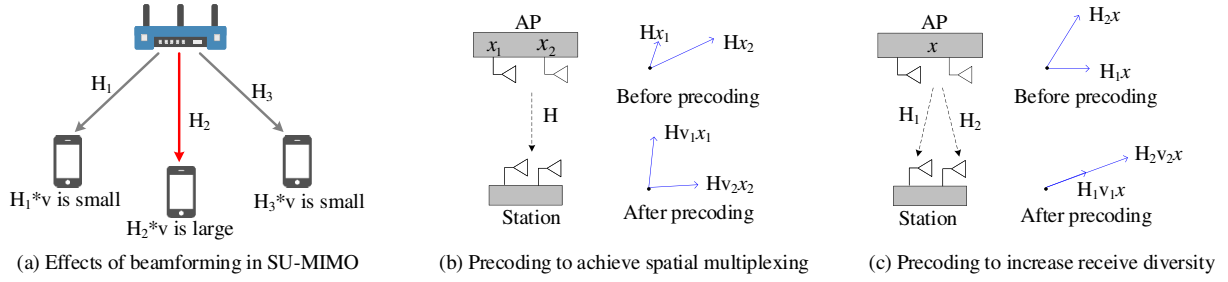 H1
H2
H3
H1*v is small
H2*v is large
H3*v is small
(a) Effects of beamforming in SU-MIMO
AP
x1 x2
H
Station
Hx1
Hx2
Before precoding
Hv1x1
Hv2x2
After precoding
(b) Precoding to achieve spatial multiplexing
AP
x
H1
H2
Station
H2x
H1x
Before precoding
H2v2x
H1v1x
After precoding
(c) Precoding to increase receive diversity